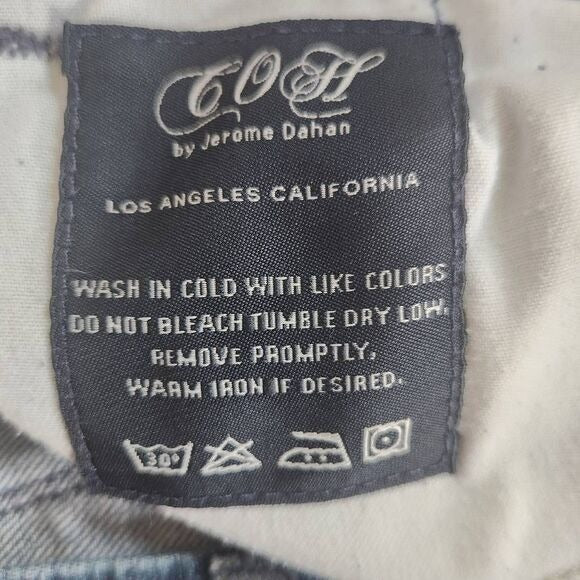 COH
by Jerome Dahan
LOS ANGELES CALIFORNIA
WASH IN COLD WITH LIKE COLORS
DO NOT BLEACH TUMBLE DRY LOW.
REMOVE PROMPTLY,
WARM IRON IF DESIRED.
30°